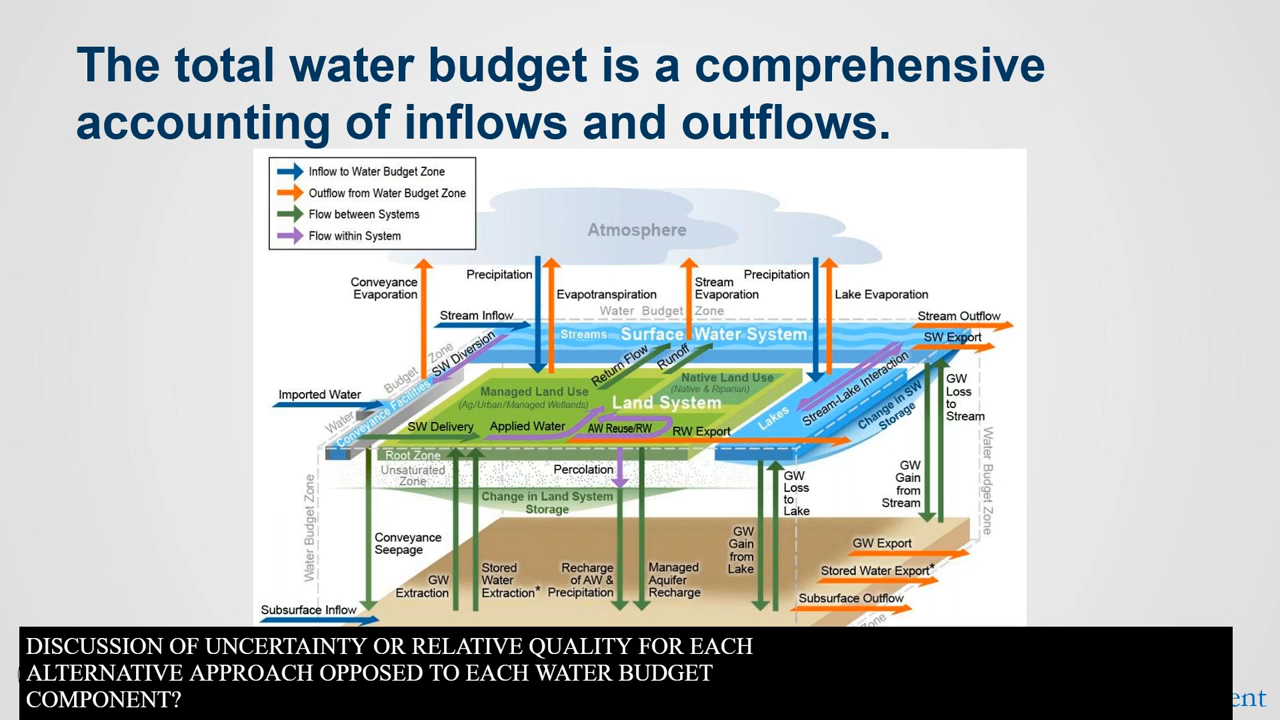 The total water budget is a comprehensive
accounting of inflows and outflows.
Inflow to Water Budget Zone
Outflow from Water Budget Zone
Flow between Systems
Flow within System
Atmosphere
Conveyance
Evaporation
Precipitation
Evapotranspiration
Stream
Evaporation
Precipitation
Lake Evaporation
Water Budget Zone
Stream Inflow
Stream Outflow
Streams
Surface Water System
SW Export
SW Diversion
Return Flow
Runoff
Stream-Lake Interaction
Water Budget Zone
Imported Water
Conveyance Facilities
Managed Land Use
(Ag/Urban/Managed Wetlands)
Native Land Use
(Native & Riparian)
Land System
Lakes
Change in SW
Storage
GW
Loss
to
Stream
SW Delivery
Applied Water
AW Reuse/RW
RW Export
Root Zone
Unsaturated
Zone
Percolation
Change in Land System
Storage
GW
Loss
to
Lake
GW
Gain
from
Stream
Water Budget Zone
Water Budget Zone
Conveyance
Seepage
GW
Extraction
Stored
Water
Extraction*
Recharge
of AW &
Precipitation
Managed
Aquifer
Recharge
GW
Gain
from
Lake
GW Export
Stored Water Export*
Subsurface Outflow
Subsurface Inflow
Zone
DISCUSSION OF UNCERTAINTY OR RELATIVE QUALITY FOR EACH
ALTERNATIVE APPROACH OPPOSED TO EACH WATER BUDGET
COMPONENT?
ent